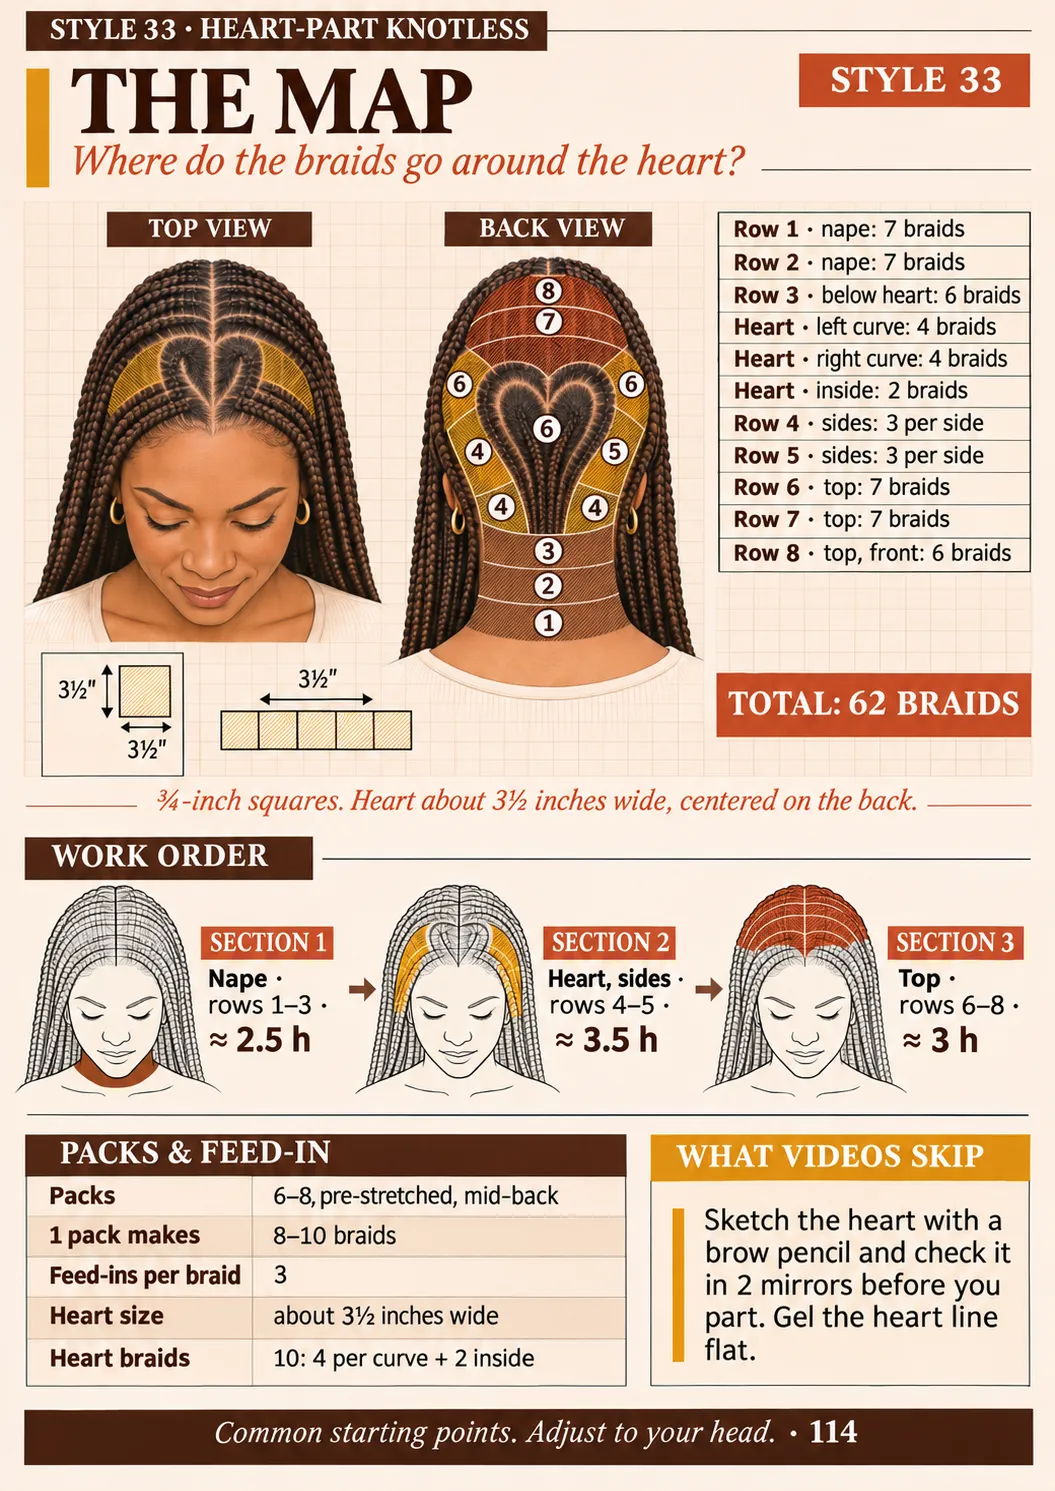 STYLE 33 · HEART-PART KNOTLESS
THE MAP
STYLE 33
Where do the braids go around the heart?
TOP VIEW
BACK VIEW
8
7
6
6
6
4
5
4
4
3
2
1
Row 1 · nape: 7 braids
Row 2 · nape: 7 braids
Row 3 · below heart: 6 braids
Heart · left curve: 4 braids
Heart · right curve: 4 braids
Heart · inside: 2 braids
Row 4 · sides: 3 per side
Row 5 · sides: 3 per side
Row 6 · top: 7 braids
Row 7 · top: 7 braids
Row 8 · top, front: 6 braids
3½"
3½"
3½"
TOTAL: 62 BRAIDS
¾-inch squares. Heart about 3½ inches wide, centered on the back.
WORK ORDER
SECTION 1
Nape ·
rows 1–3 ·
≈ 2.5 h
SECTION 2
Heart, sides ·
rows 4–5 ·
≈ 3.5 h
SECTION 3
Top ·
rows 6–8 ·
≈ 3 h
PACKS & FEED-IN
Packs 6–8, pre-stretched, mid-back
1 pack makes 8–10 braids
Feed-ins per braid 3
Heart size about 3½ inches wide
Heart braids 10: 4 per curve + 2 inside
WHAT VIDEOS SKIP
Sketch the heart with a
brow pencil and check it
in 2 mirrors before you
part. Gel the heart line
flat.
Common starting points. Adjust to your head. · 114